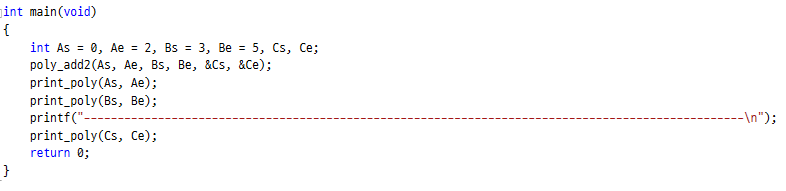 int main(void)
{
    int As = 0, Ae = 2, Bs = 3, Be = 5, Cs, Ce;
    poly_add2(As, Ae, Bs, Be, &Cs, &Ce);
    print_poly(As, Ae);
    print_poly(Bs, Be);
    printf("-----------------------------------------------------------------------------------------\n");
    print_poly(Cs, Ce);
    return 0;
}